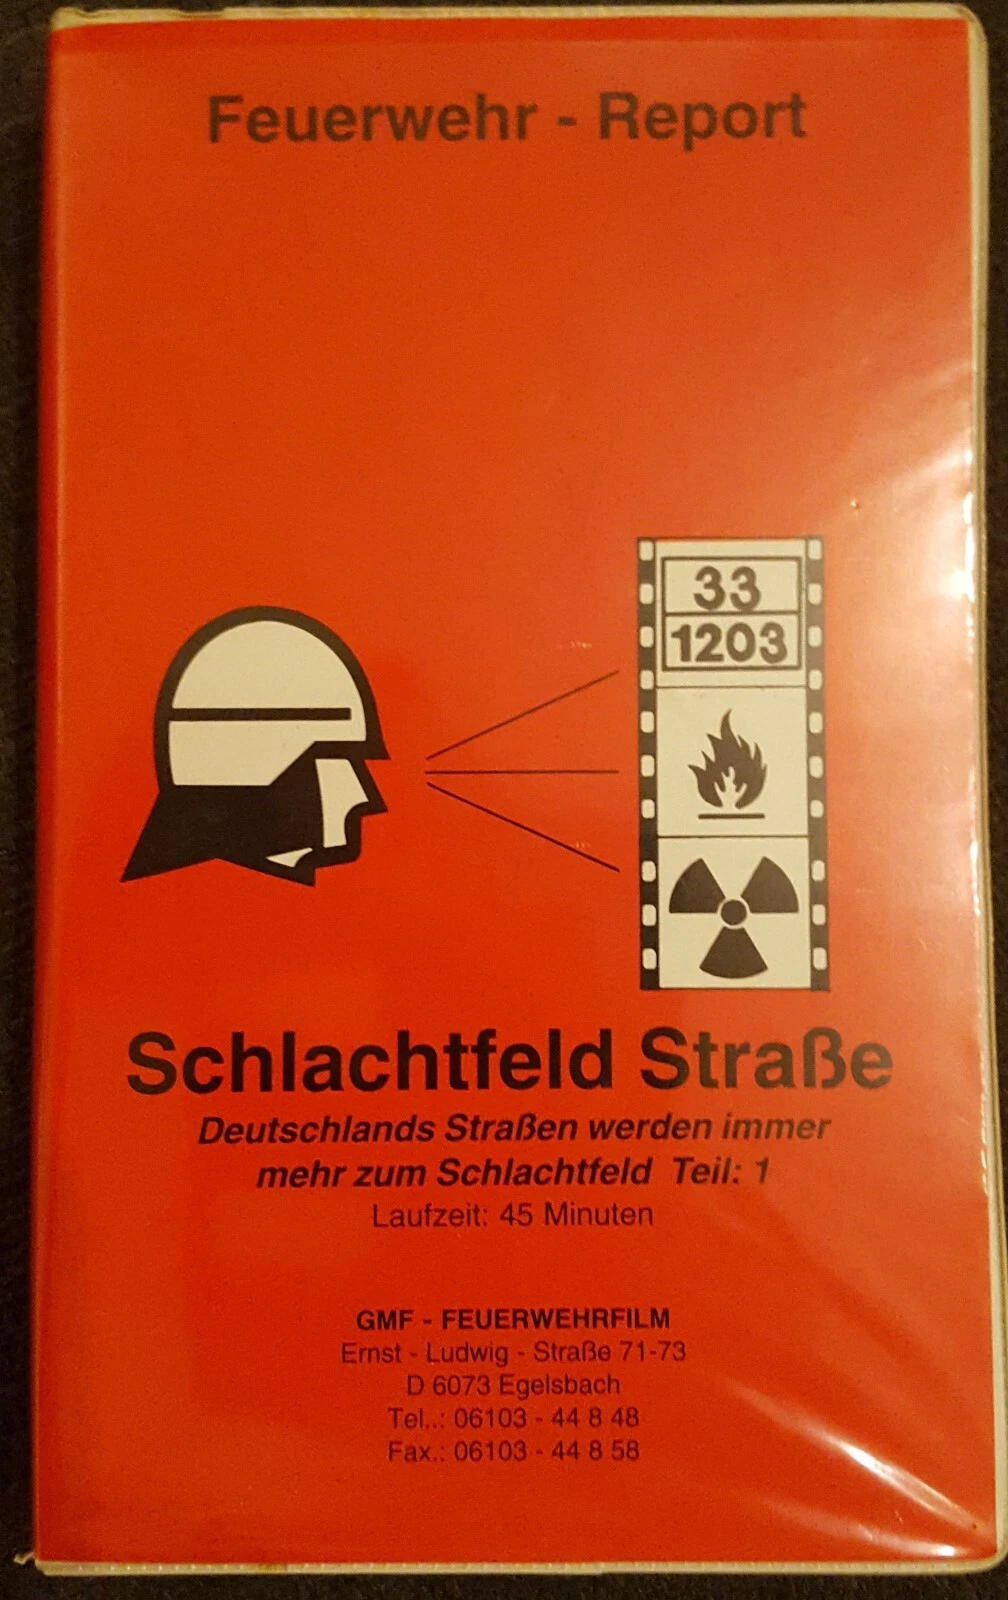 Feuerwehr - Report
33
1203
Schlachtfeld Straße
Deutschlands Straßen werden immer
mehr zum Schlachtfeld Teil: 1
Laufzeit: 45 Minuten
GMF - FEUERWEHRFILM
Ernst - Ludwig - Straße 71-73
D 6073 Egelsbach
Tel..: 06103 - 44 8 48
Fax.: 06103 - 44 8 58